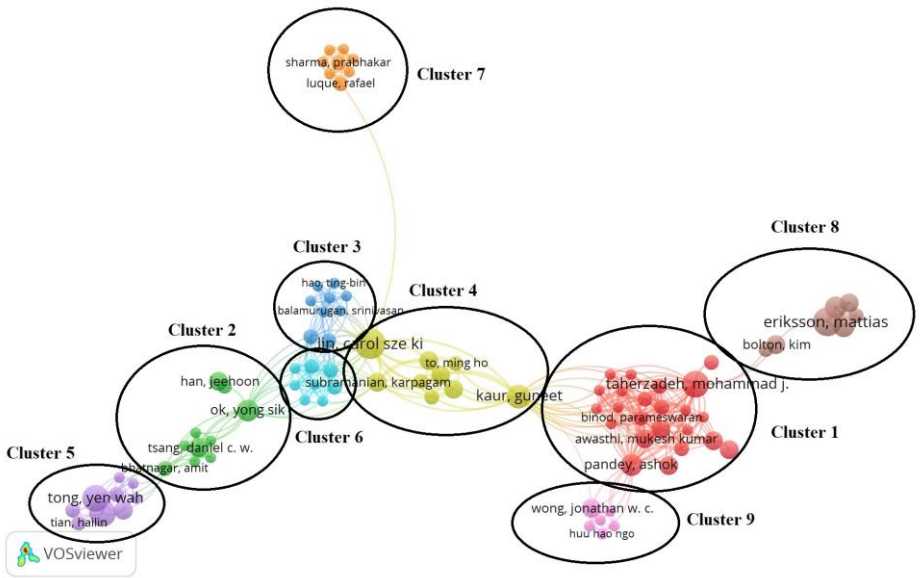 sharma, prabhakar
luque, rafael
Cluster 7
Cluster 8
eriksson, mattias
bolton, kim
Cluster 3
hao, ting-bin
balamurugan, srinivasan
Cluster 4
lin, carol sze ki
to, ming ho
subramanian, karpagam
kaur, guneet
Cluster 2
han, jeehoon
ok, yong sik
tsang, daniel c. w.
bhatnagar, amit
Cluster 6
taherzadeh, mohammad j.
binod, parameswaran
awasthi, mukesh kumar
pandey, ashok
Cluster 1
Cluster 5
tong, yen wah
tian, hailin
wong, jonathan w. c.
huu hao ngo
Cluster 9
VOSviewer